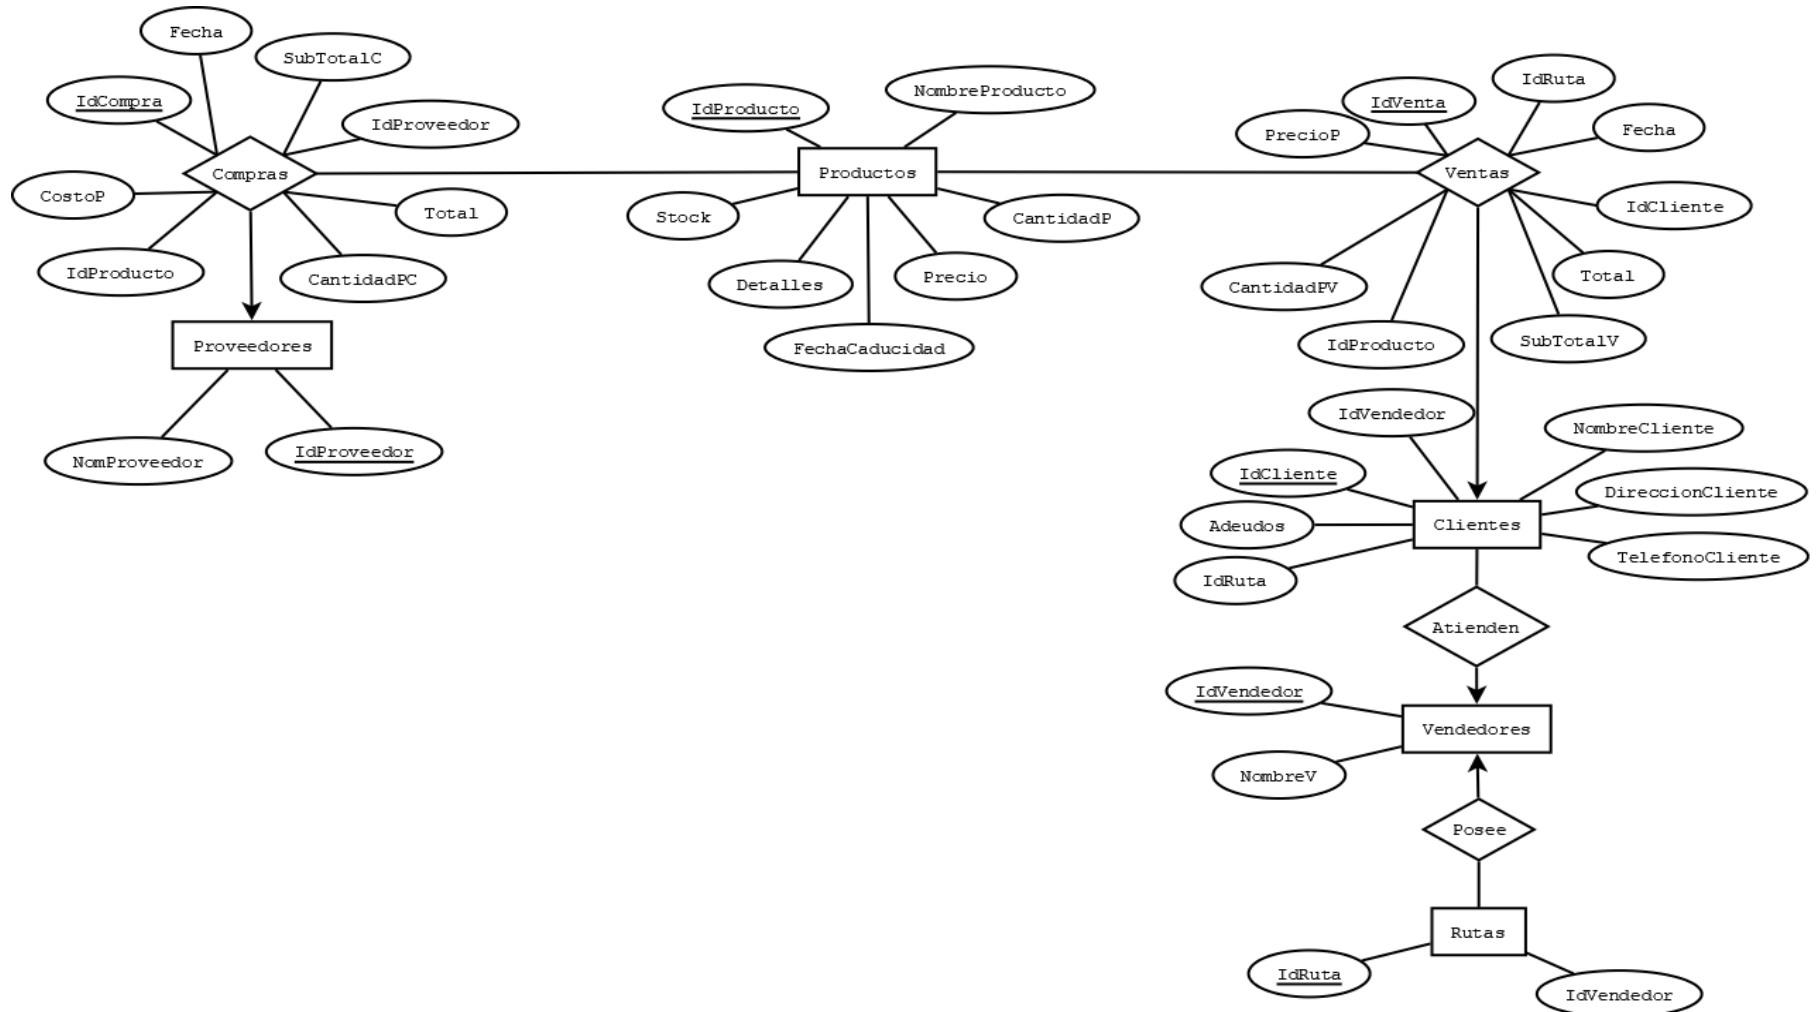 Fecha
SubTotalC
IdCompra
IdProveedor
Compras
CostoP
Total
IdProducto
CantidadPC
Proveedores
NomProveedor
IdProveedor
IdProducto
NombreProducto
Productos
Stock
CantidadP
Detalles
Precio
FechaCaducidad
IdRuta
IdVenta
PrecioP
Fecha
Ventas
IdCliente
CantidadPV
Total
IdProducto
SubTotalV
IdVendedor
NombreCliente
IdCliente
DireccionCliente
Adeudos
Clientes
TelefonoCliente
IdRuta
Atienden
IdVendedor
Vendedores
NombreV
Posee
Rutas
IdRuta
IdVendedor